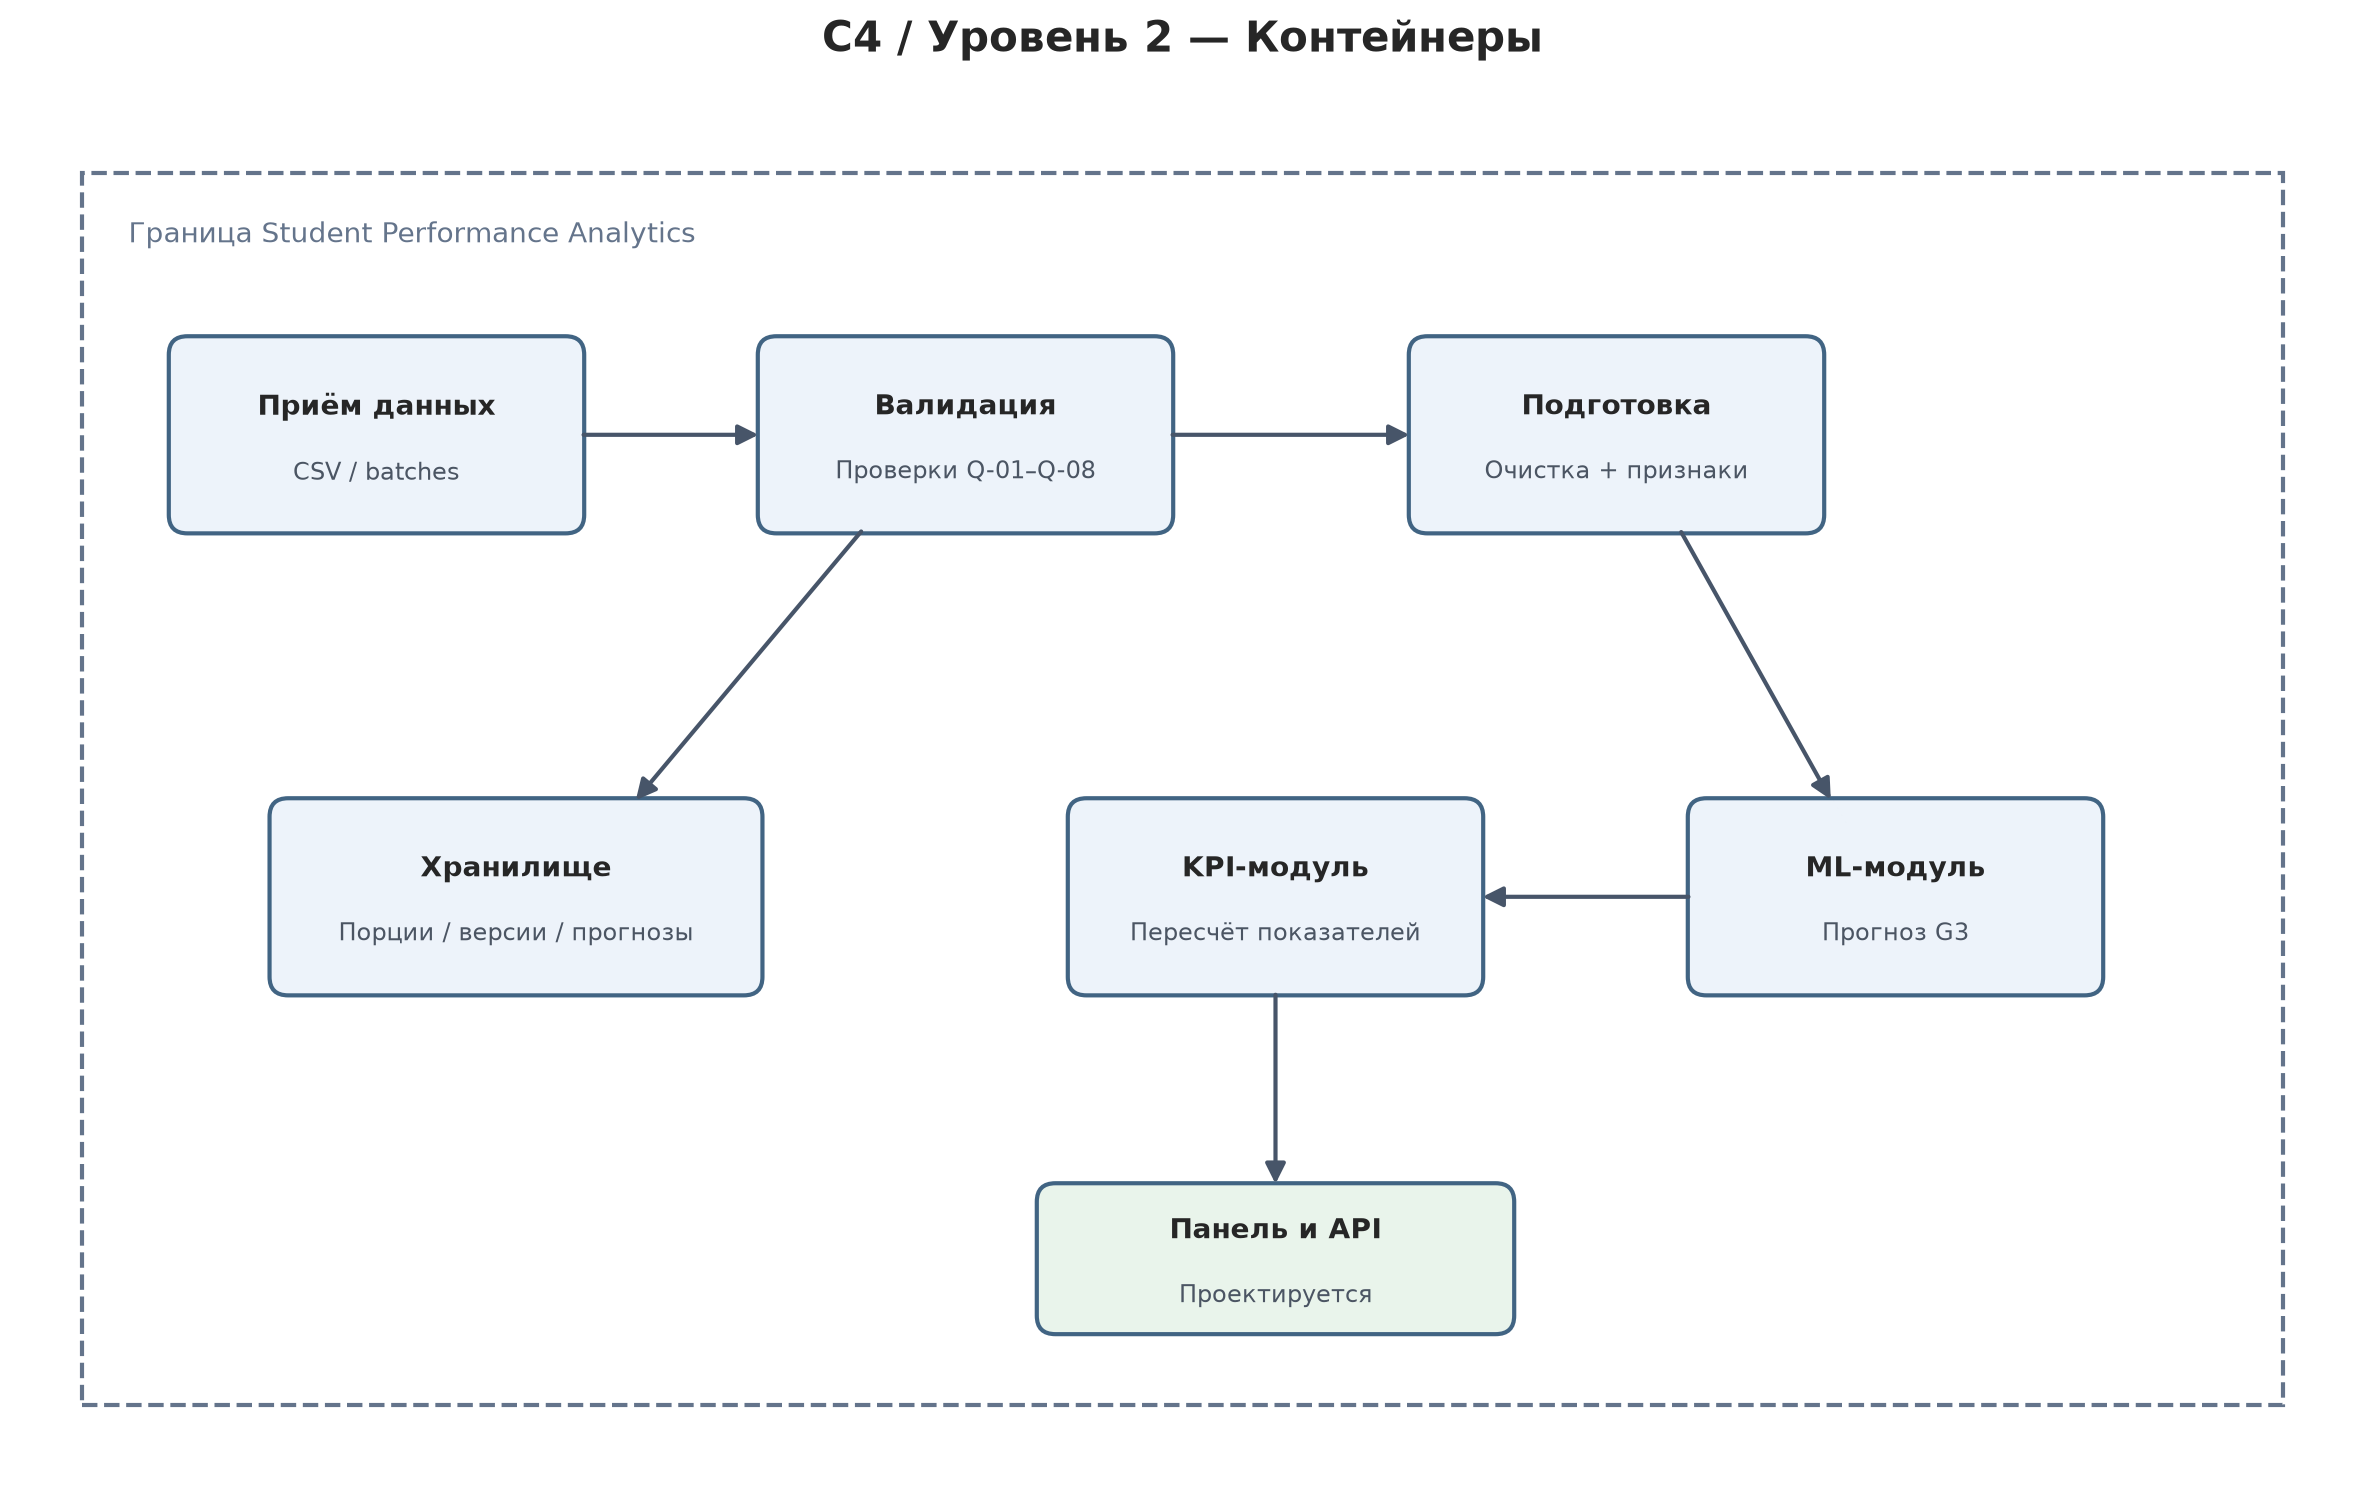 C4 / Уровень 2 — Контейнеры
Граница Student Performance Analytics
Приём данных
CSV / batches
Валидация
Проверки Q-01–Q-08
Подготовка
Очистка + признаки
Хранилище
Порции / версии / прогнозы
KPI-модуль
Пересчёт показателей
ML-модуль
Прогноз G3
Панель и API
Проектируется